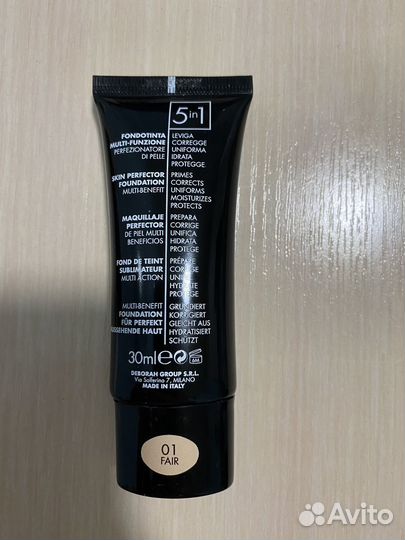 5in1
FONDOTINTA
MULTI-FUNZIONE
PERFEZIONATORE
DI PELLE
LEVIGA
CORREGGE
UNIFORMA
IDRATA
PROTEGGE
SKIN PERFECTOR
FOUNDATION
MULTI-BENEFIT
PRIMES
CORRECTS
UNIFORMS
MOISTURIZES
PROTECTS
MAQUILLAJE
PERFECTOR
DE PIEL MULTI
BENEFICIOS
PREPARA
CORRIGE
UNIFICA
HIDRATA
PROTEGE
FOND DE TEINT
SUBLIMATEUR
MULTI ACTION
PRÉPARE
HYDRATE
PROTÈGE
MULTI-BENEFIT
FOUNDATION
FÜR PERFEKT
AUSSEHENDE HAUT
GRUNDIERT
KORRIGIERT
GLEICHT AUS
HYDRATISIERT
SCHÜTZT
30ml e
DEBORAH GROUP S.R.L.
Via Solferino 7, MILANO
MADE IN ITALY
01
FAIR
Avito